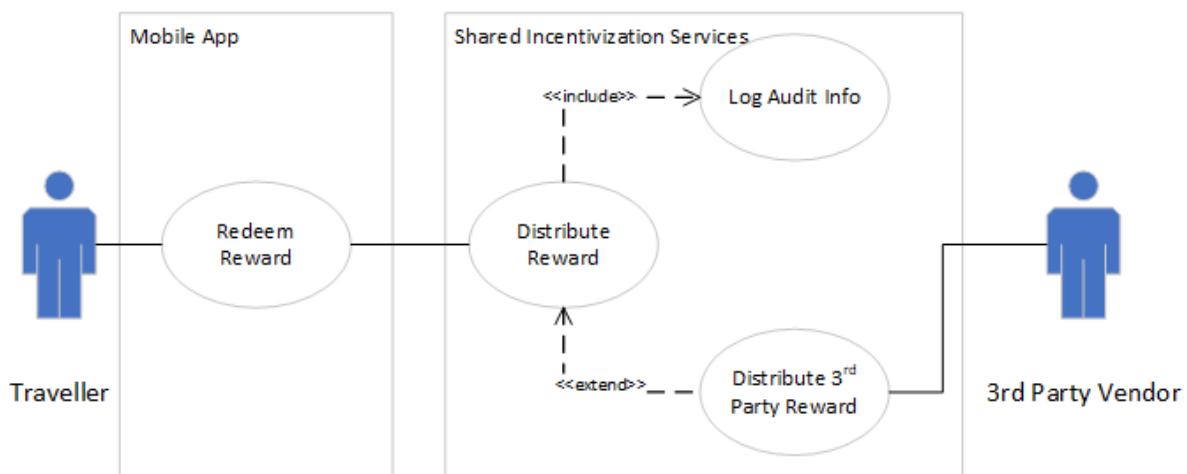 Mobile App
Shared Incentivization Services
<<include>>
Log Audit Info
Redeem
Reward
Distribute
Reward
<<extend>>
Distribute 3rd
Party Reward
Traveller
3rd Party Vendor